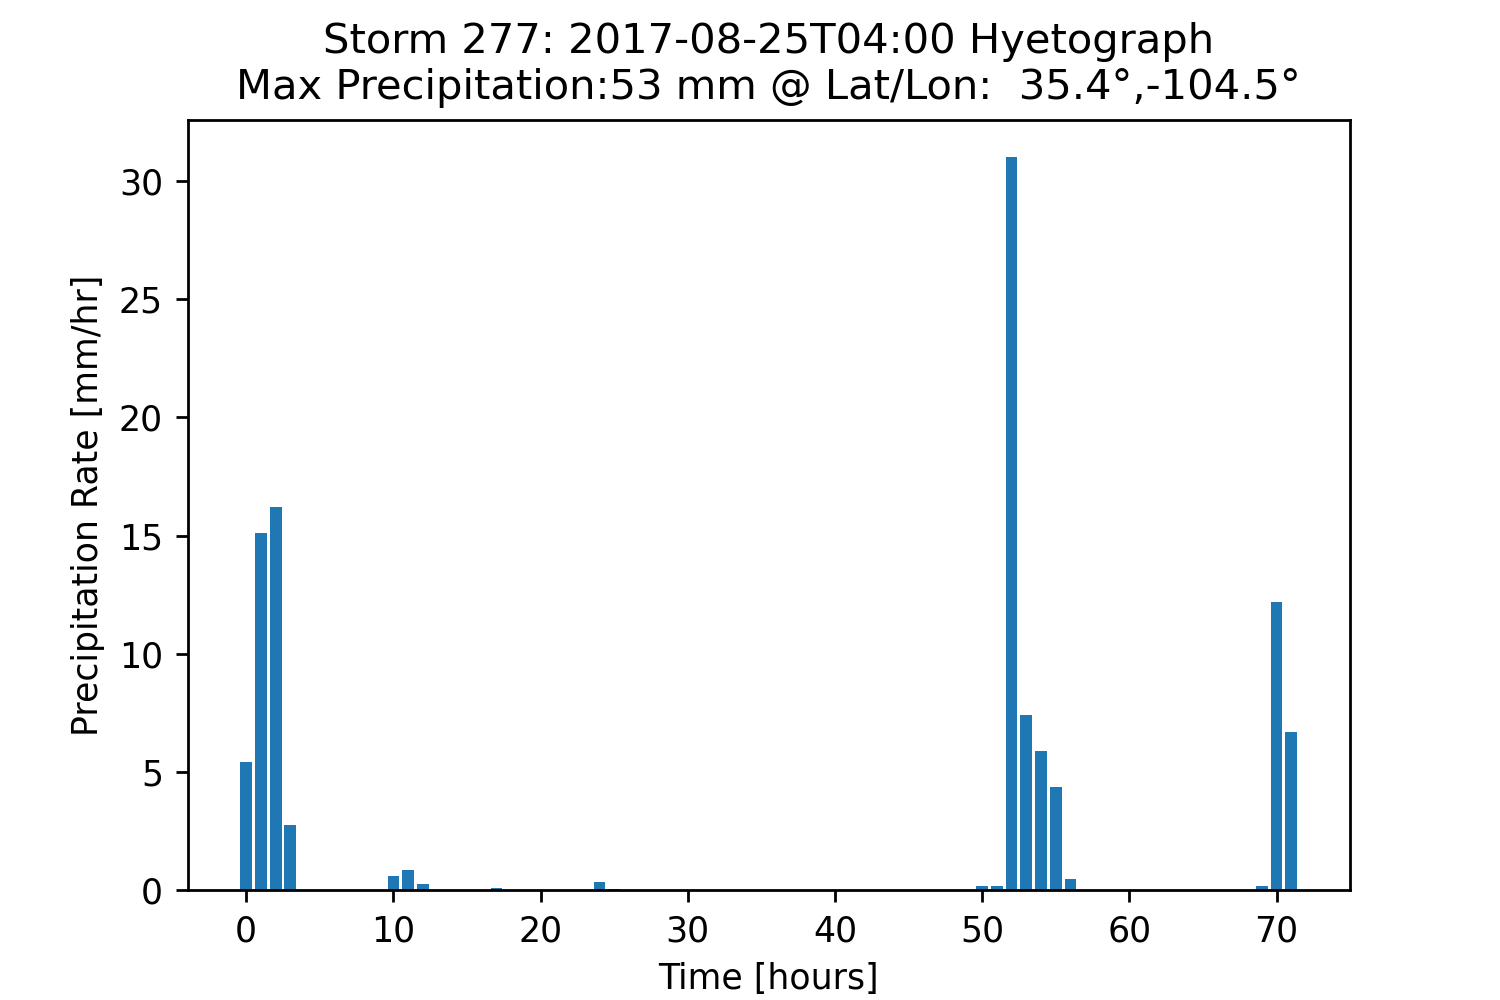 Storm 277: 2017-08-25T04:00 Hyetograph
Max Precipitation:53 mm @ Lat/Lon:  35.4°,-104.5°
30
25
20
15
10
5
0
Precipitation Rate [mm/hr]
0 10 20 30 40 50 60 70
Time [hours]